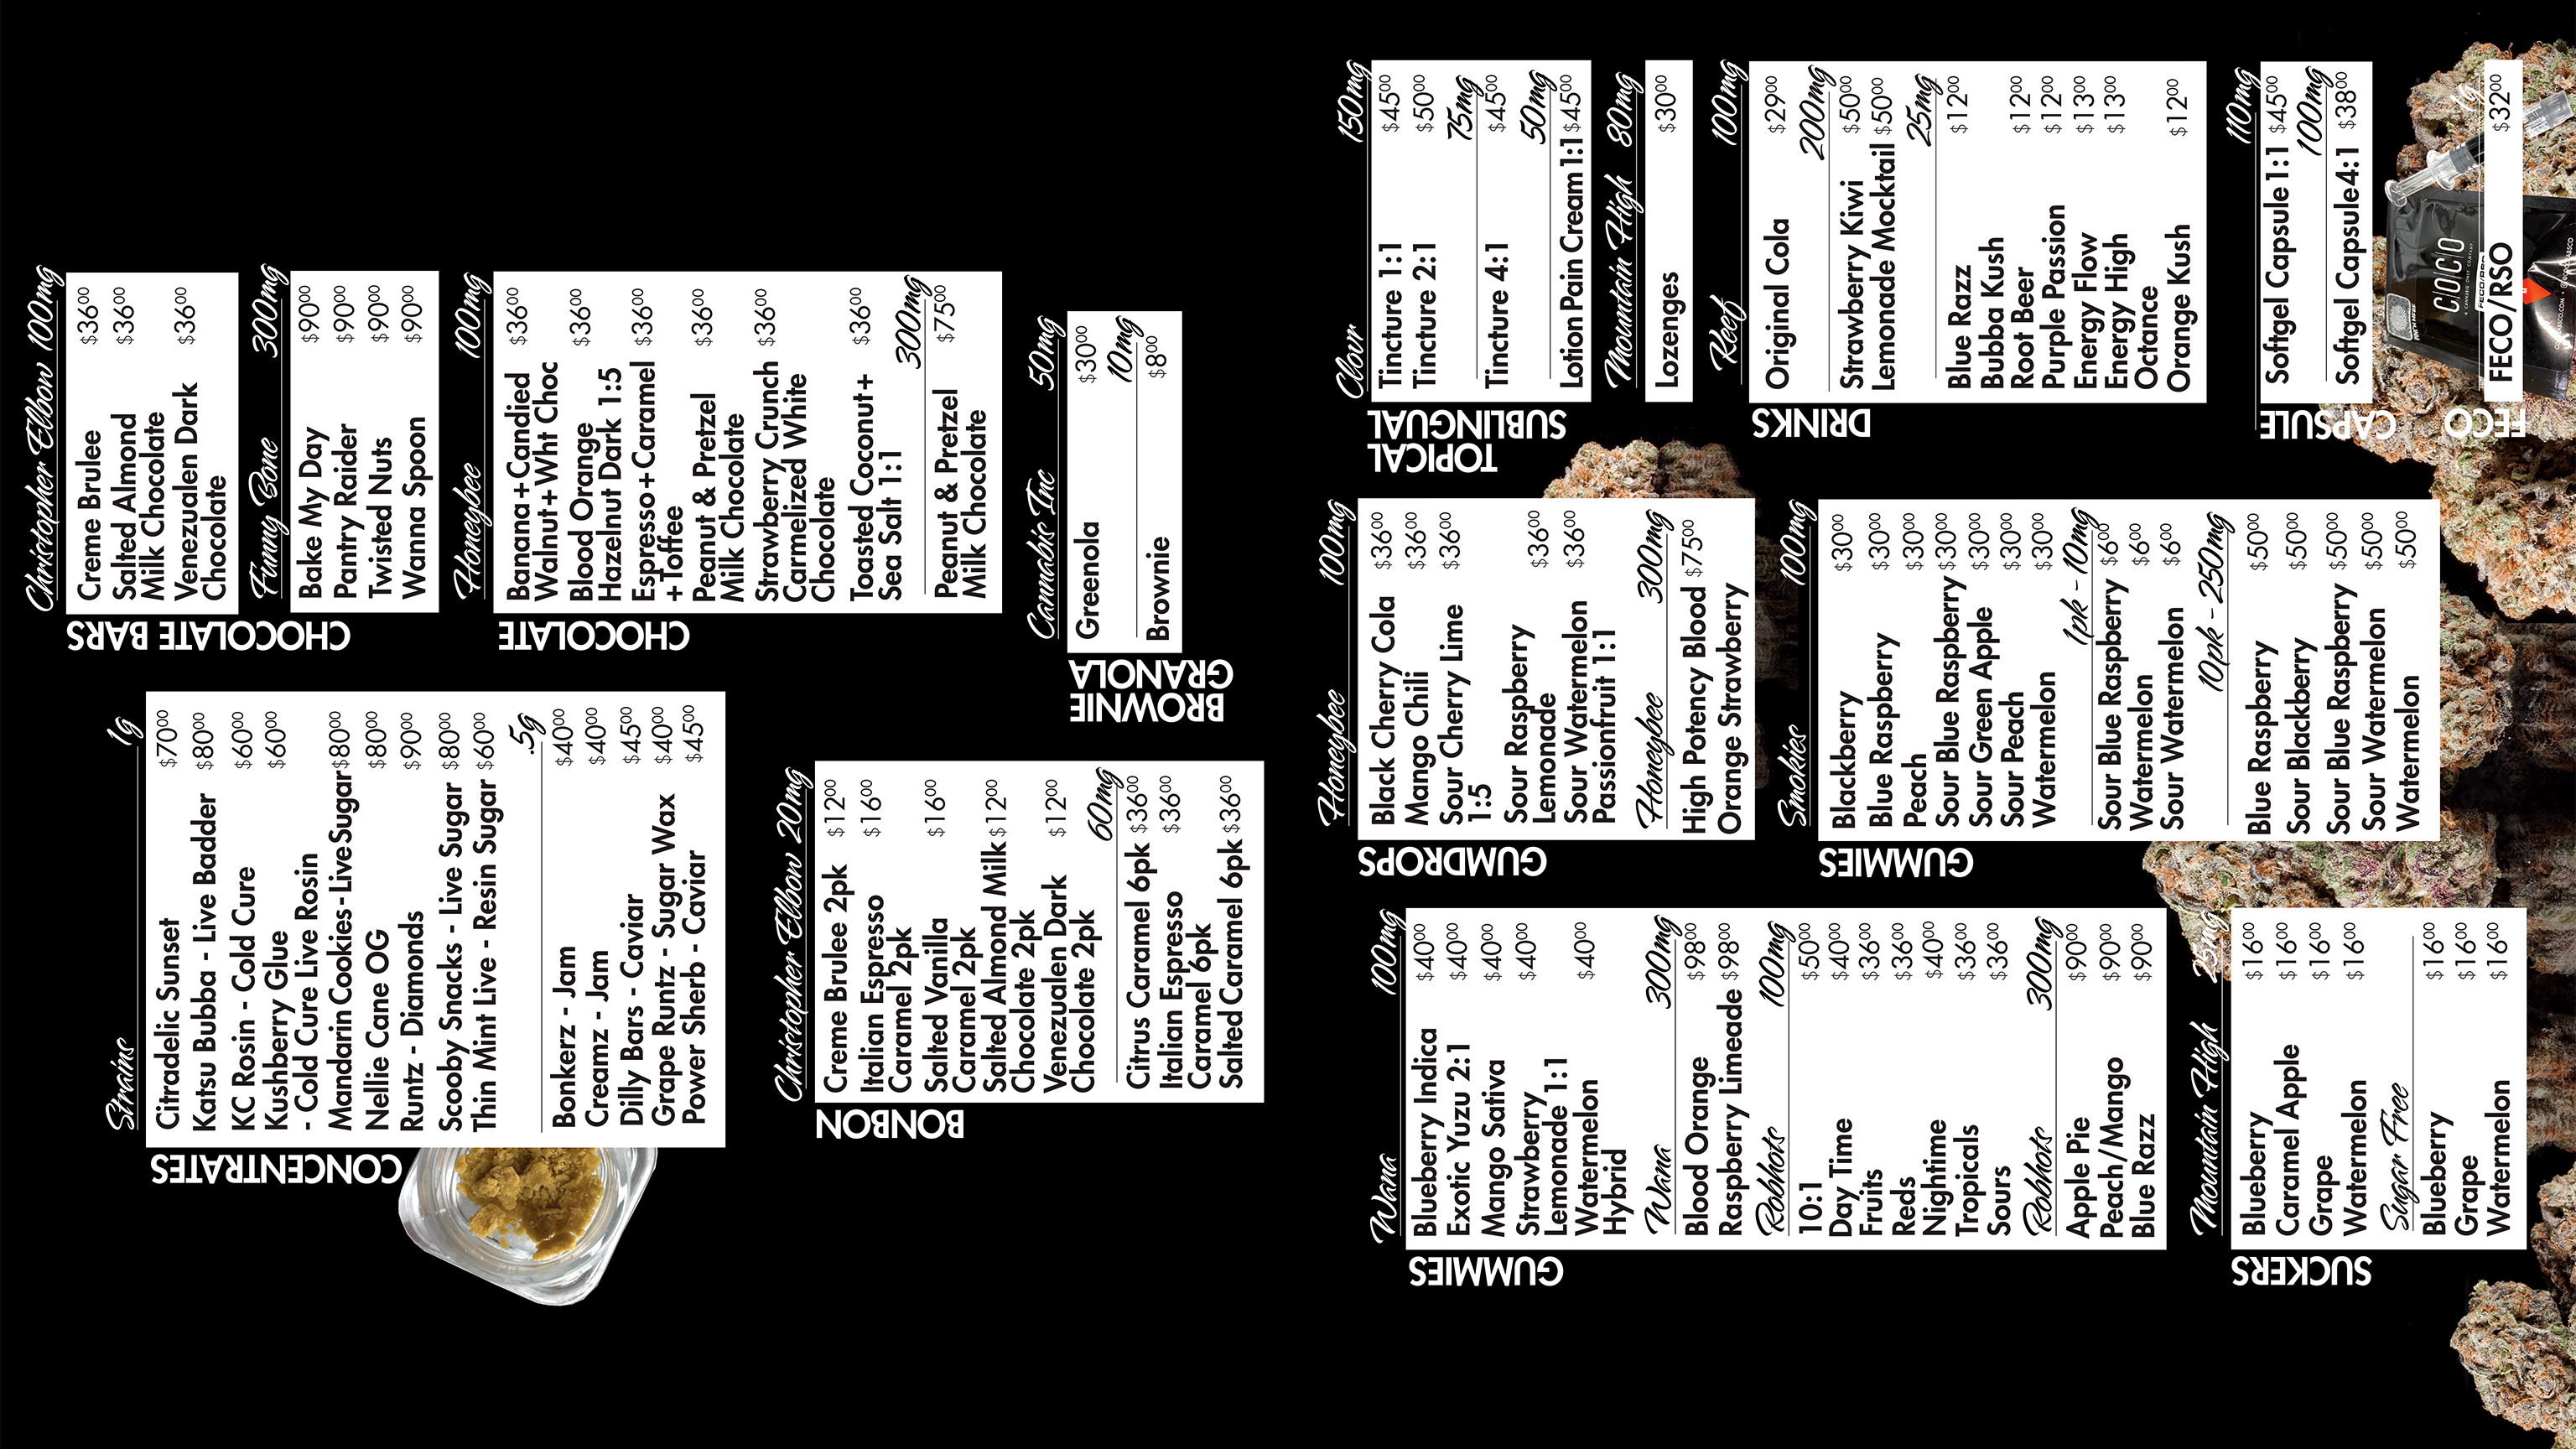 CONCENTRATES
Strains 1g
Citradelic Sunset $70.00
Katsu Bubba - Live Badder $80.00
KC Rosin - Cold Cure $60.00
Kushberry Glue $60.00
- Cold Cure Live Rosin
Mandarin Cookies-Live Sugar $80.00
Nellie Cane OG $80.00
Runtz - Diamonds $90.00
Scooby Snacks - Live Sugar $80.00
Thin Mint Live - Resin Sugar $60.00
.5g
Bonkerz - Jam $40.00
Creamz - Jam $40.00
Dilly Bars - Caviar $45.00
Grape Runtz - Sugar Wax $40.00
Power Sherb - Caviar $45.00
CHOCOLATE BARS
Christopher Elbow 100mg
Creme Brulee $36.00
Salted Almond $36.00
Milk Chocolate
Venezualen Dark $36.00
Chocolate
CHOCOLATE
Funny Bone 300mg
Bake My Day $90.00
Pantry Raider $90.00
Twisted Nuts $90.00
Wanna Spoon $90.00
CHOCOLATE
Honeybee 100mg
Banana+Candied $36.00
Walnut+Wht Choc
Blood Orange $36.00
Hazelnut Dark 1:5
Espresso+Caramel $36.00
+Toffee
Peanut & Pretzel $36.00
Milk Chocolate
Strawberry Crunch $36.00
Carmelized White
Chocolate
Toasted Coconut+ $36.00
Sea Salt 1:1
300mg
Peanut & Pretzel $75.00
Milk Chocolate
BONBON
Christopher Elbow 20mg
Creme Brulee 2pk $12.00
Italian Espresso $16.00
Caramel 2pk
Salted Vanilla $16.00
Caramel 2pk
Salted Almond Milk $12.00
Chocolate 2pk
Venezualen Dark $12.00
Chocolate 2pk
60mg
Citrus Caramel 6pk $36.00
Italian Espresso $36.00
Caramel 6pk
Salted Caramel 6pk $36.00
BROWNIE
GRANOLA
Cannabis Inc 50mg
Greenola $30.00
10mg
Brownie $8.00
GUMMIES
Wana 100mg
Blueberry Indica $40.00
Exotic Yuzu 2:1 $40.00
Mango Sativa $40.00
Strawberry $40.00
Lemonade 1:1
Watermelon $40.00
Hybrid
Wana 300mg
Blood Orange $98.00
Raspberry Limeade $98.00
Robhots 100mg
10:1 $50.00
Day Time $40.00
Fruits $36.00
Reds $36.00
Nightime $40.00
Tropicals $36.00
Sours $36.00
Robhots 300mg
Apple Pie $90.00
Peach/Mango $90.00
Blue Razz $90.00
GUMDROPS
Honeybee 100mg
Black Cherry Cola $36.00
Mango Chili $36.00
Sour Cherry Lime $36.00
1:5
Sour Raspberry $36.00
Lemonade
Sour Watermelon $36.00
Passionfruit 1:1
Honeybee 300mg
High Potency Blood $75.00
Orange Strawberry
TOPICAL
SUBLINGUAL
Clovr 150mg
Tincture 1:1 $45.00
Tincture 2:1 $50.00
75mg
Tincture 4:1 $45.00
50mg
Lotion Pain Cream 1:1 $45.00
Mountain High 80mg
Lozenges $30.00
DRINKS
Keef 100mg
Original Cola $29.00
200mg
Strawberry Kiwi $50.00
Lemonade Mocktail $50.00
25mg
Blue Razz $12.00
Bubba Kush
Root Beer $12.00
Purple Passion $12.00
Energy Flow $13.00
Energy High $13.00
Octance
Orange Kush $12.00
GUMMIES
Smokies 100mg
Blackberry $30.00
Blue Raspberry $30.00
Peach $30.00
Sour Blue Raspberry $30.00
Sour Green Apple $30.00
Sour Peach $30.00
Watermelon $30.00
1pk - 10mg
Sour Blue Raspberry $6.00
Watermelon $6.00
Sour Watermelon $6.00
10pk - 250mg
Blue Raspberry $50.00
Sour Blackberry $50.00
Sour Blue Raspberry $50.00
Sour Watermelon $50.00
Watermelon $50.00
SUCKERS
Mountain High 25mg
Blueberry $16.00
Caramel Apple $16.00
Grape $16.00
Watermelon $16.00
Sugar Free
Blueberry $16.00
Grape $16.00
Watermelon $16.00
CAPSULE
110mg
Softgel Capsule 1:1 $45.00
100mg
Softgel Capsule4:1 $38.00
FECO
1g
FECO/RSO $32.00